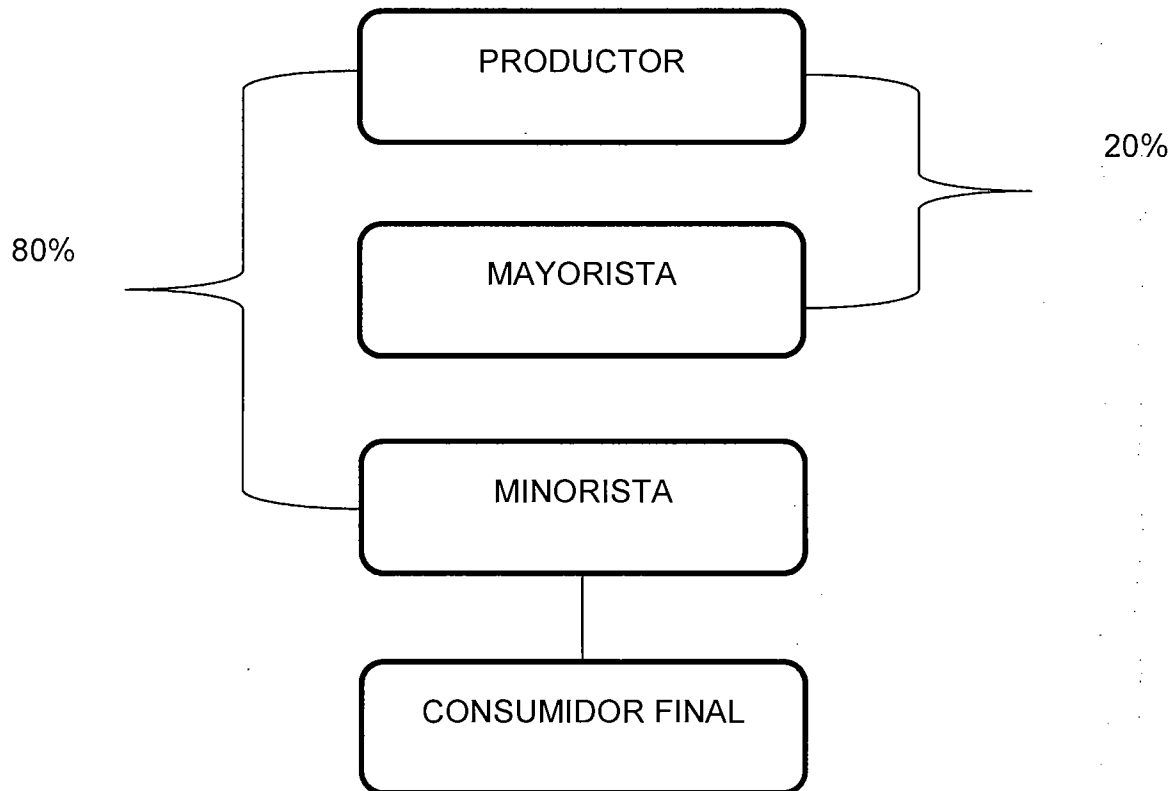 PRODUCTOR
20%
80%
MAYORISTA
MINORISTA
CONSUMIDOR FINAL